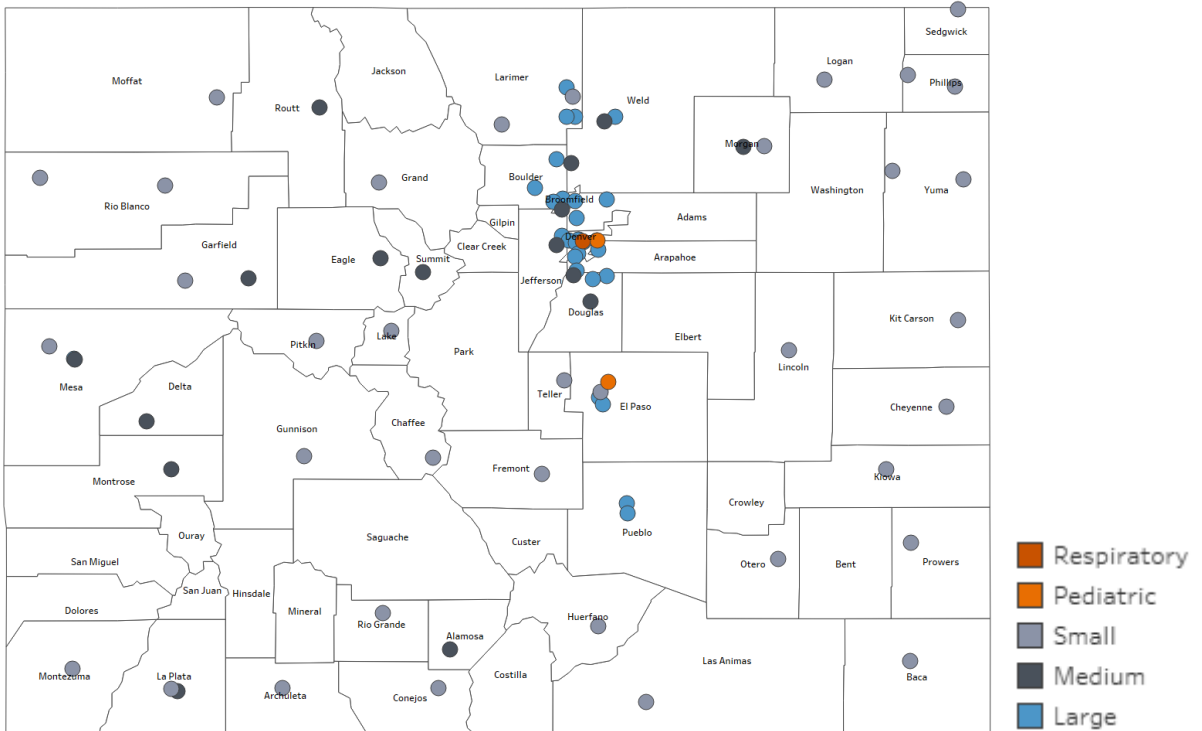 Sedgwick
Logan
Jackson
Larimer
Moffat
Phillips
Weld
Routt
Morgan
Boulder
Grand
Washington
Yuma
Rio Blanco
Broomfield
Adams
Gilpin
Denver
Garfield
Clear Creek
Eagle
Summit
Arapahoe
Jefferson
Douglas
Kit Carson
Lake
Elbert
Pitkin
Park
Lincoln
Mesa
Delta
Teller
El Paso
Cheyenne
Chaffee
Gunnison
Fremont
Kiowa
Montrose
Crowley
Pueblo
Ouray
Saguache
Custer
San Miguel
Otero
Bent
Prowers
San Juan
Hinsdale
Dolores
Mineral
Rio Grande
Huerfano
Alamosa
Las Animas
Montezuma
La Plata
Costilla
Baca
Archuleta
Conejos
Respiratory
Pediatric
Small
Medium
Large